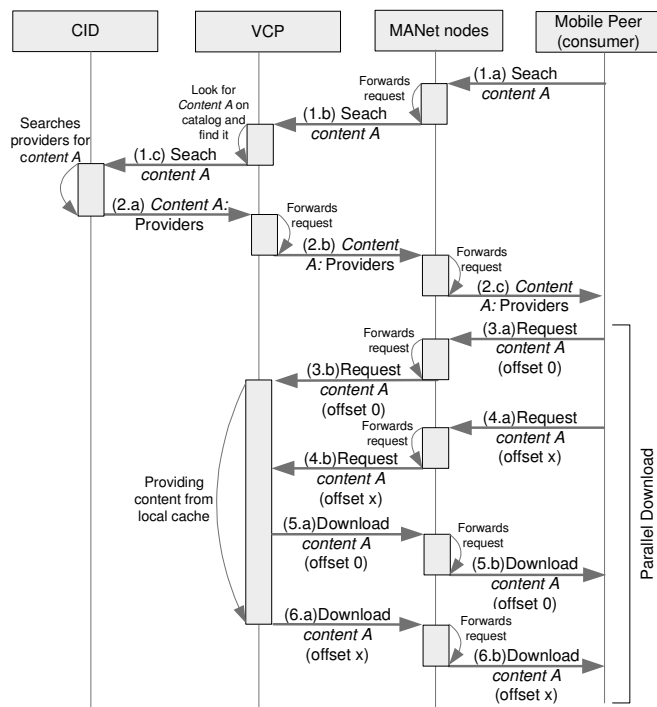 CID
VCP
MANet nodes
Mobile Peer
(consumer)
(1.a) Seach
content A
Forwards
request
(1.b) Seach
content A
Look for
Content A on
catalog and
find it
(1.c) Seach
content A
Searches
providers for
content A
(2.a) Content A:
Providers
Forwards
request
(2.b) Content
A: Providers
Forwards
request
(2.c) Content
A: Providers
(3.a)Request
content A
(offset 0)
Forwards
request
(3.b)Request
content A
(offset 0)
(4.a)Request
content A
(offset x)
Forwards
request
(4.b)Request
content A
(offset x)
Providing
content from
local cache
(5.a)Download
content A
(offset 0)
Forwards
request
(5.b)Download
content A
(offset 0)
(6.a)Download
content A
(offset x)
Forwards
request
(6.b)Download
content A
(offset x)
Parallel Download